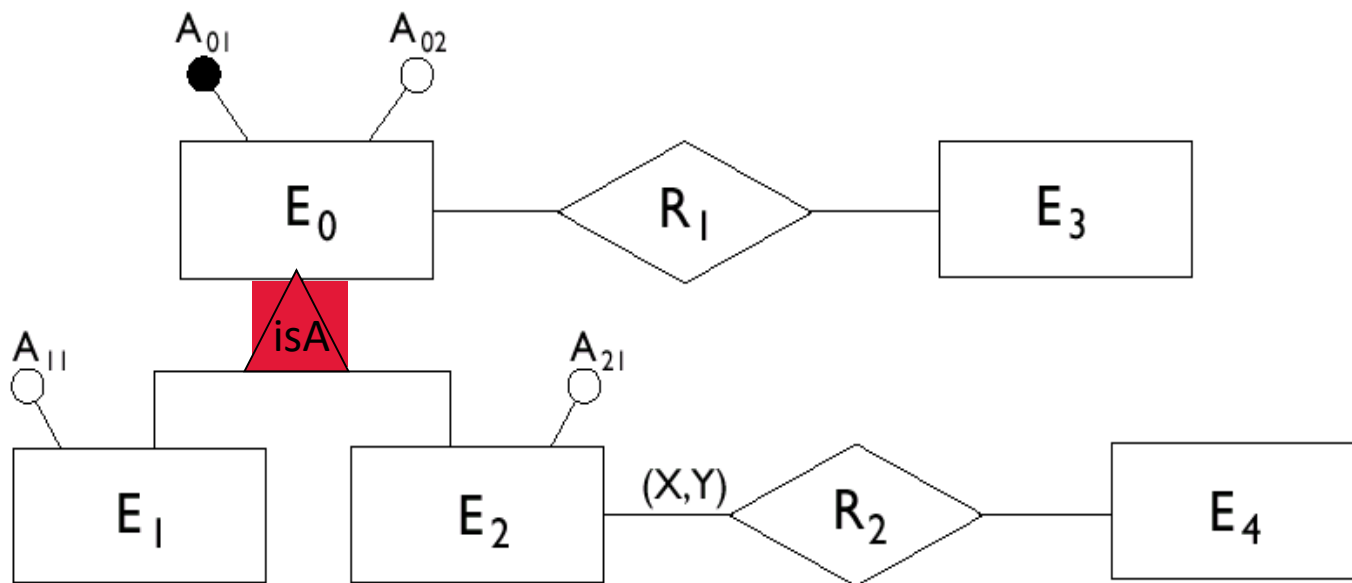 A₀₁ A₀₂
E₀ R₁ E₃
isA
A₁₁ A₂₁
E₁ E₂ (X,Y) R₂ E₄